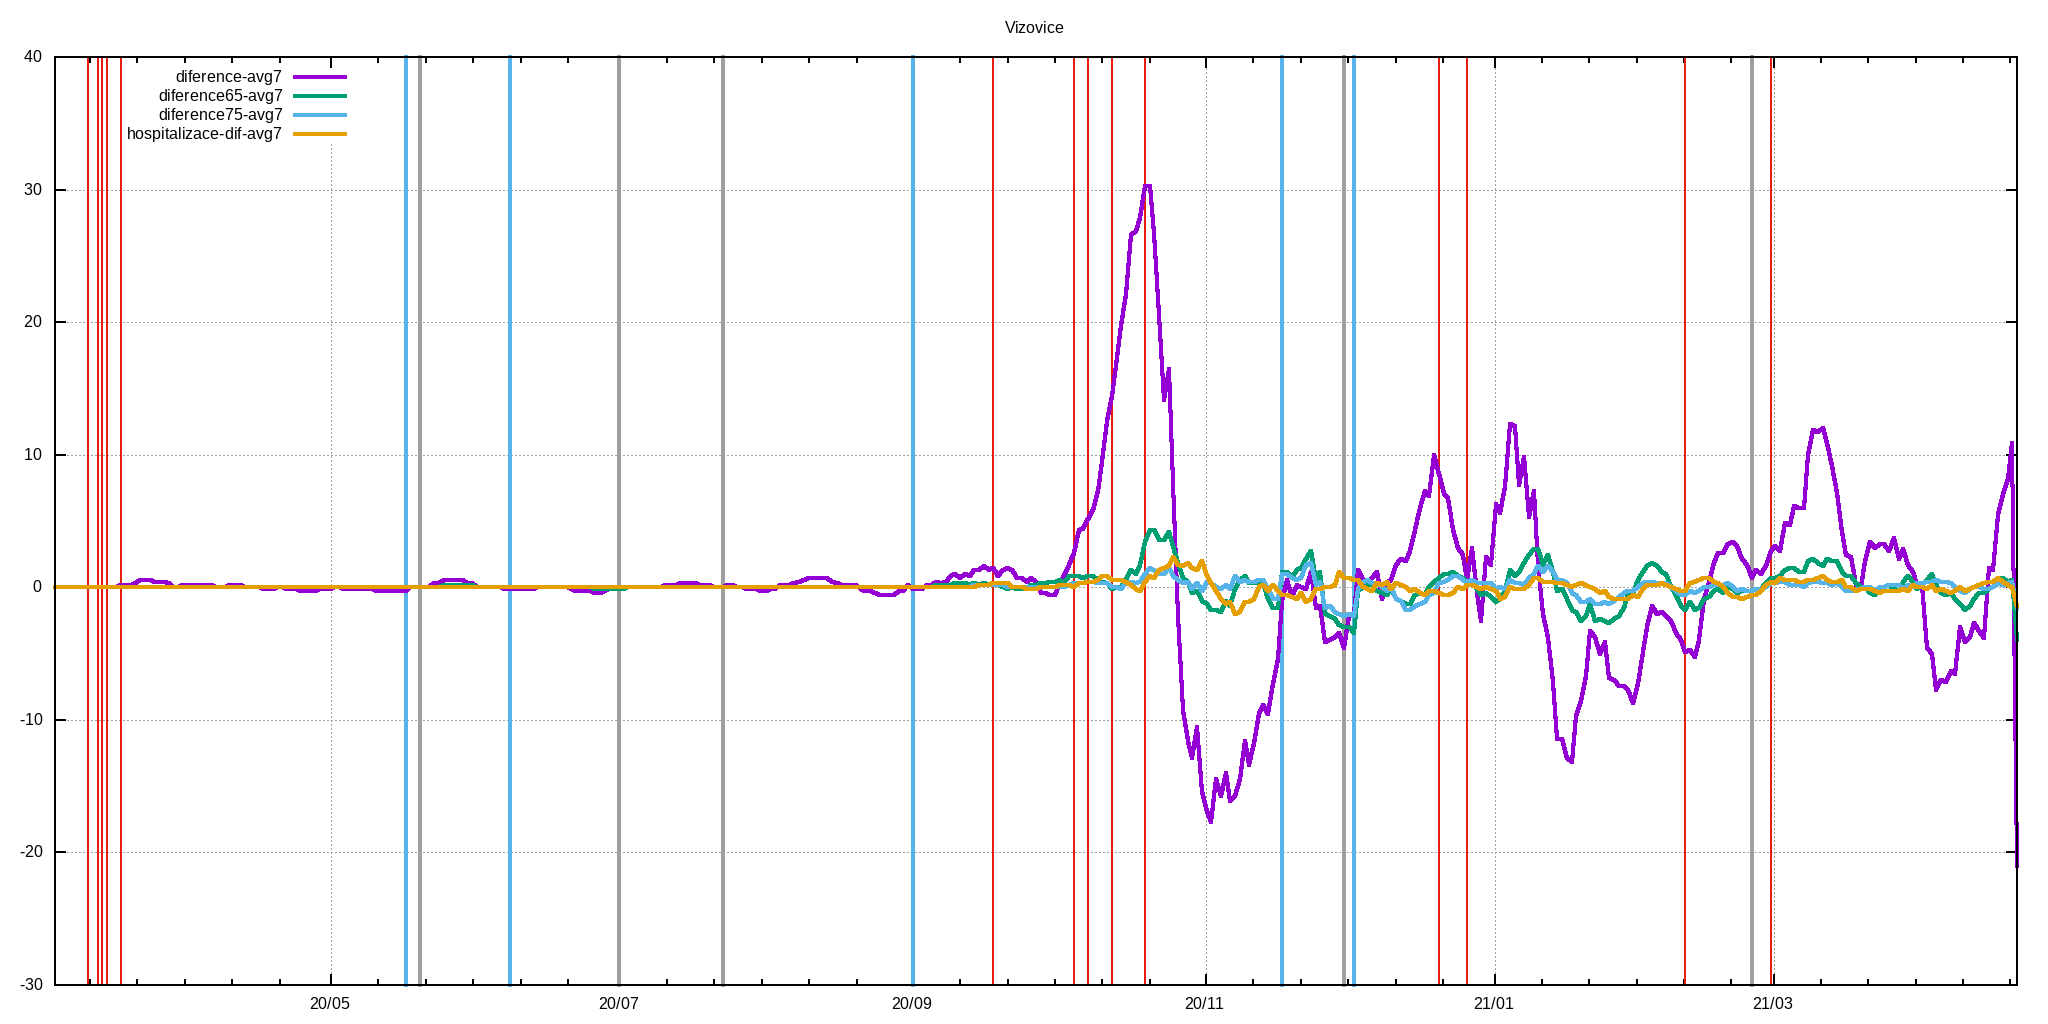 Vizovice
40
diference-avg7
diference65-avg7
diference75-avg7
hospitalizace-dif-avg7
30
20
10
0
-10
-20
-30
20/05 20/07 20/09 20/11 21/01 21/03